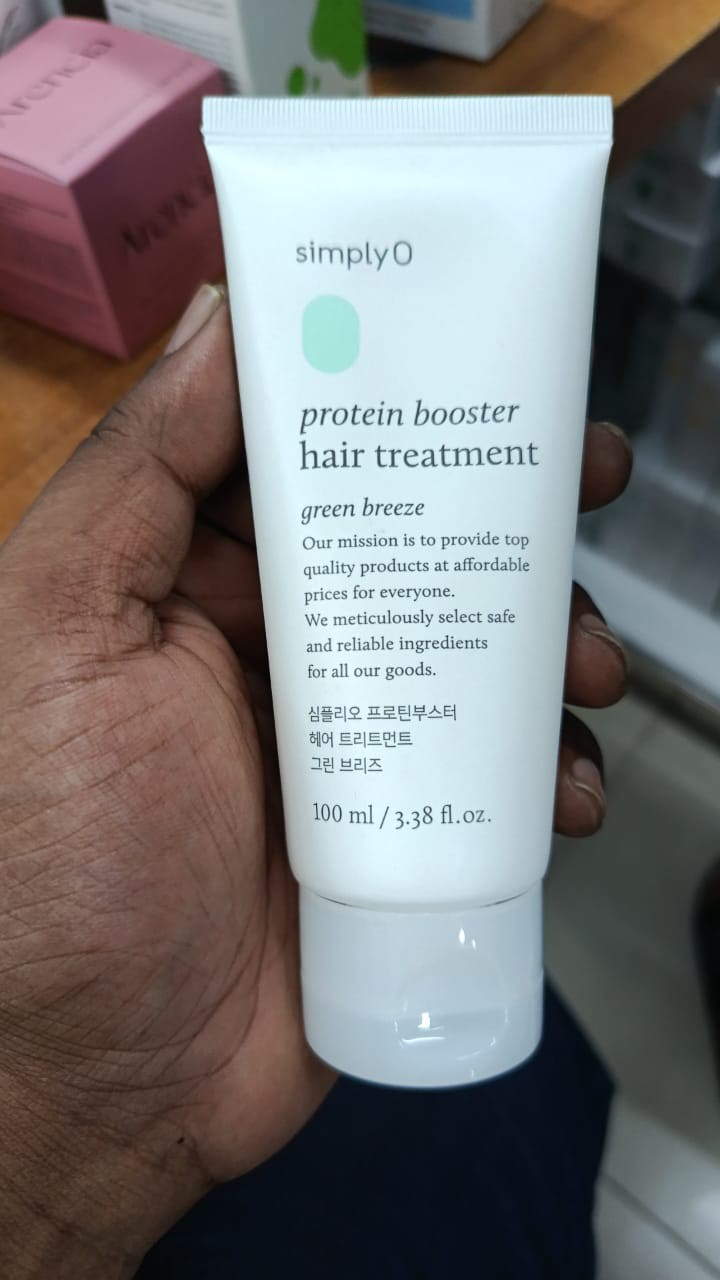 Arencia
Arencia
simplyO
protein booster
hair treatment
green breeze
Our mission is to provide top
quality products at affordable
prices for everyone.
We meticulously select safe
and reliable ingredients
for all our goods.
심플리오 프로틴부스터
헤어 트리트먼트
그린 브리즈
100 ml / 3.38 fl.oz.